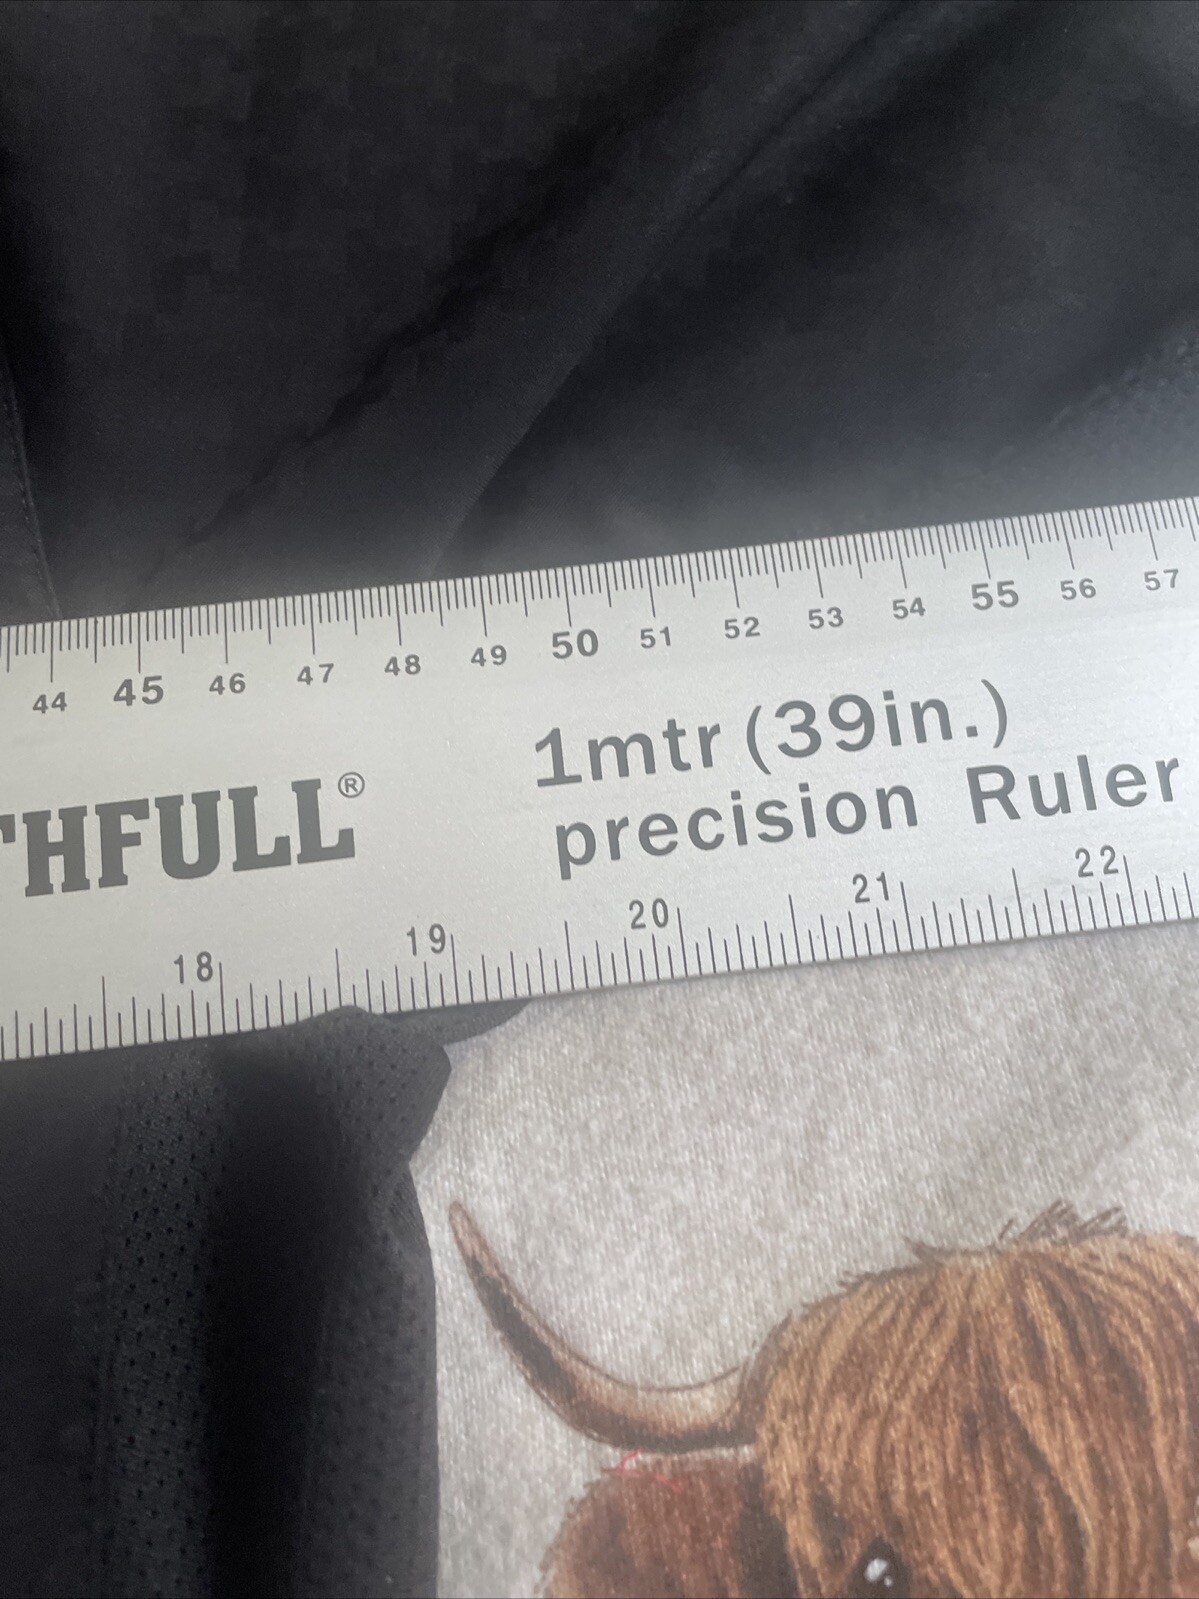 44 45 46 47 48 49 50 51 52 53 54 55 56 57
THFULL®
1mtr (39in.)
precision Ruler
18 19 20 21 22